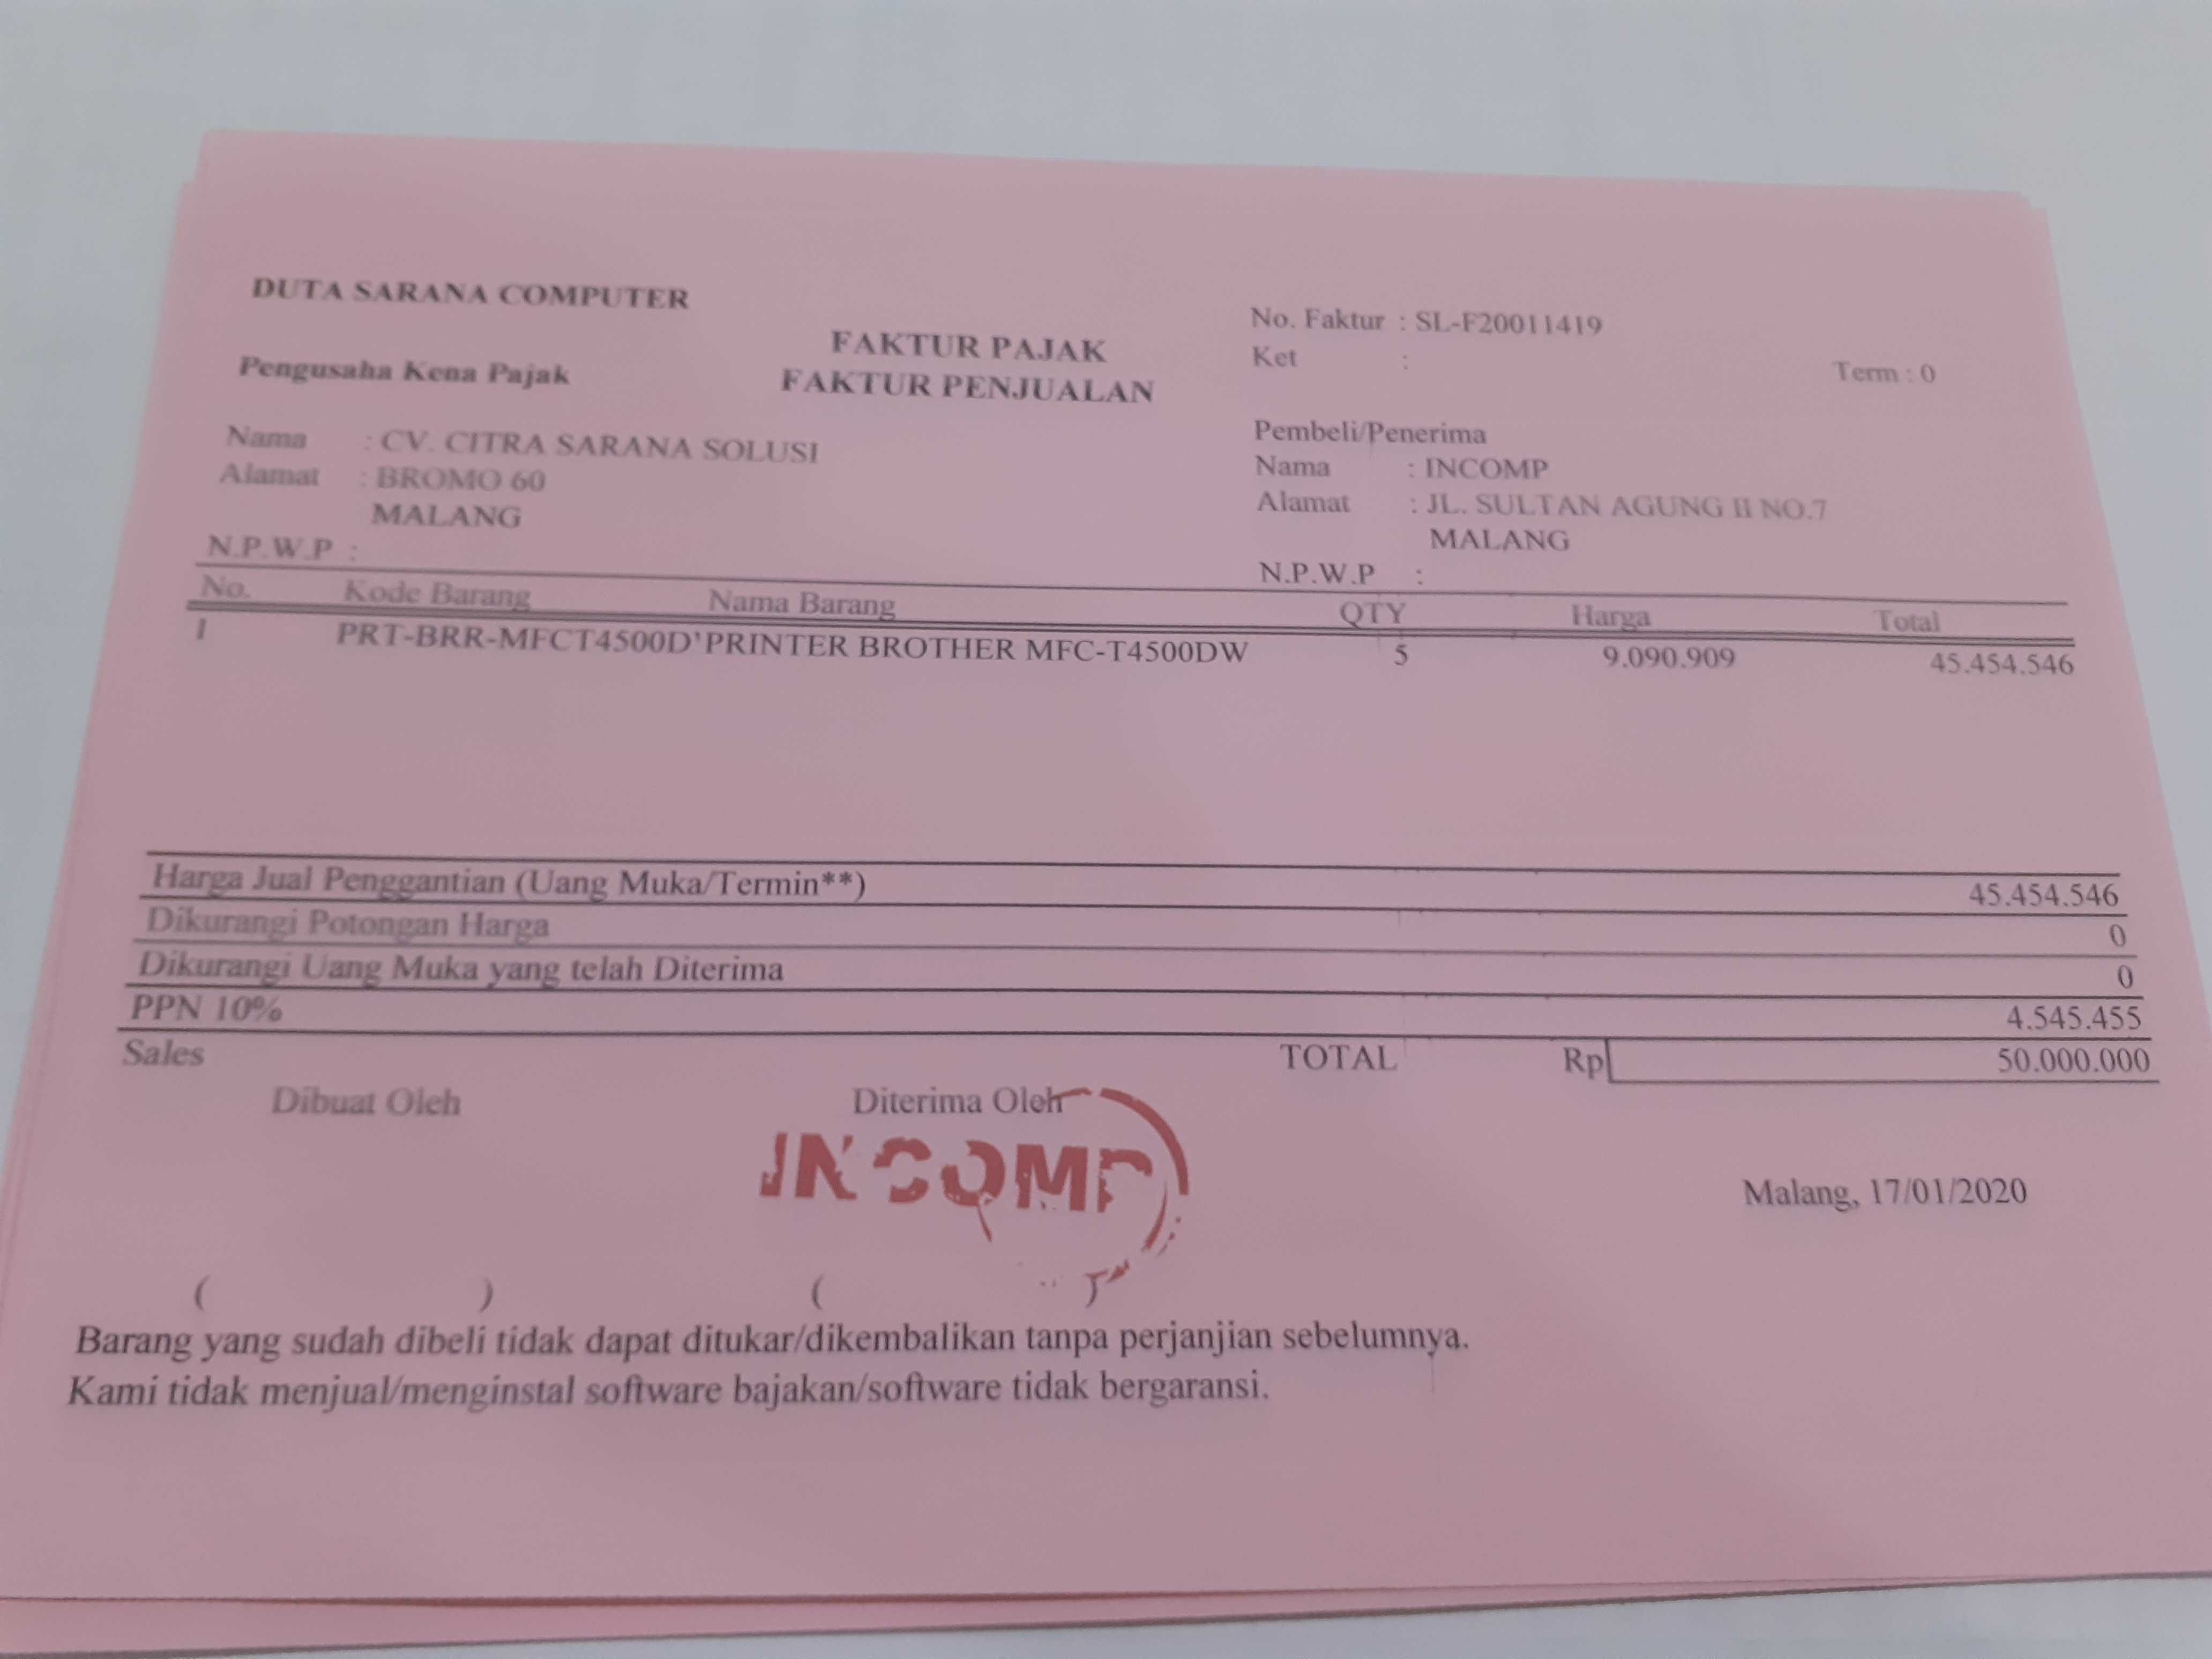 DUTA SARANA COMPUTER
FAKTUR PAJAK
FAKTUR PENJUALAN
Pengusaha Kena Pajak
No. Faktur : SL-F20011419
Ket :
Term : 0
Nama : CV. CITRA SARANA SOLUSI
Alamat : BROMO 60
MALANG
N.P.W.P :
Pembeli/Penerima
Nama : INCOMP
Alamat : JL. SULTAN AGUNG II NO.7
MALANG
N.P.W.P :
No. Kode Barang Nama Barang QTY Harga Total
1 PRT-BRR-MFCT4500D'PRINTER BROTHER MFC-T4500DW 5 9.090.909 45.454.546
Harga Jual Penggantian (Uang Muka/Termin**) 45.454.546
Dikurangi Potongan Harga 0
Dikurangi Uang Muka yang telah Diterima 0
PPN 10% 4.545.455
Sales TOTAL Rp 50.000.000
Dibuat Oleh Diterima Oleh
INCOMP
Malang, 17/01/2020
( ) ( )
Barang yang sudah dibeli tidak dapat ditukar/dikembalikan tanpa perjanjian sebelumnya.
Kami tidak menjual/menginstal software bajakan/software tidak bergaransi.